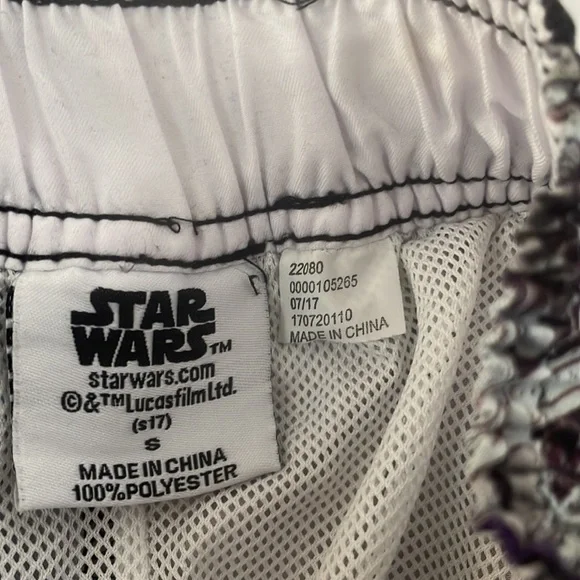 STAR
WARS™
starwars.com
©&™Lucasfilm Ltd.
(s17)
S
MADE IN CHINA
100%POLYESTER
22080
0000105265
07/17
170720110
MADE IN CHINA